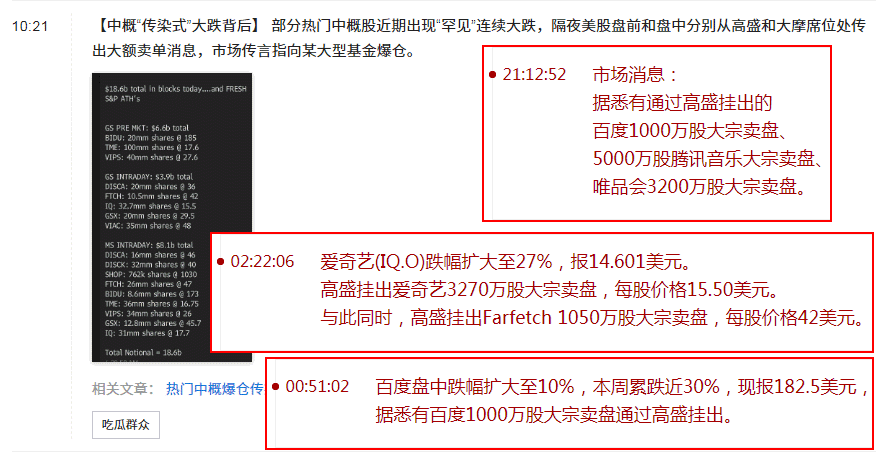 10:21
【中概“传染式”大跌背后】 部分热门中概股近期出现“罕见”连续大跌，隔夜美股盘前和盘中分别从高盛和大摩席位处传
出大额卖单消息，市场传言指向某大型基金爆仓。
$18.6b total in blocks today....and FRESH
S&P ATH's
GS PRE MKT: $6.6b total
BIDU: 20mm shares @ 185
TME: 100mm shares @ 17.6
VIPS: 40mm shares @ 27.6
GS INTRADAY: $3.9b total
DISCA: 20mm shares @ 36
FTCH: 10.5mm shares @ 42
IQ: 32.7mm shares @ 15.5
GSX: 20mm shares @ 29.5
VIAC: 35mm shares @ 48
MS INTRADAY: $8.1b total
DISCA: 16mm shares @ 46
DISCK: 32mm shares @ 40
SHOP: 762k shares @ 1030
FTCH: 26mm shares @ 47
BIDU: 8.6mm shares @ 173
TME: 36mm shares @ 16.75
VIPS: 34mm shares @ 26
GSX: 12.8mm shares @ 45.7
IQ: 31mm shares @ 17.7
Total Notional = 18.6b
21:12:52 市场消息：
据悉有通过高盛挂出的
百度1000万股大宗卖盘、
5000万股腾讯音乐大宗卖盘、
唯品会3200万股大宗卖盘。
02:22:06 爱奇艺(IQ.O)跌幅扩大至27%，报14.601美元。
高盛挂出爱奇艺3270万股大宗卖盘，每股价格15.50美元。
与此同时，高盛挂出Farfetch 1050万股大宗卖盘，每股价格42美元。
00:51:02 百度盘中跌幅扩大至10%，本周累跌近30%，现报182.5美元，
据悉有百度1000万股大宗卖盘通过高盛挂出。
相关文章： 热门中概爆仓传
吃瓜群众